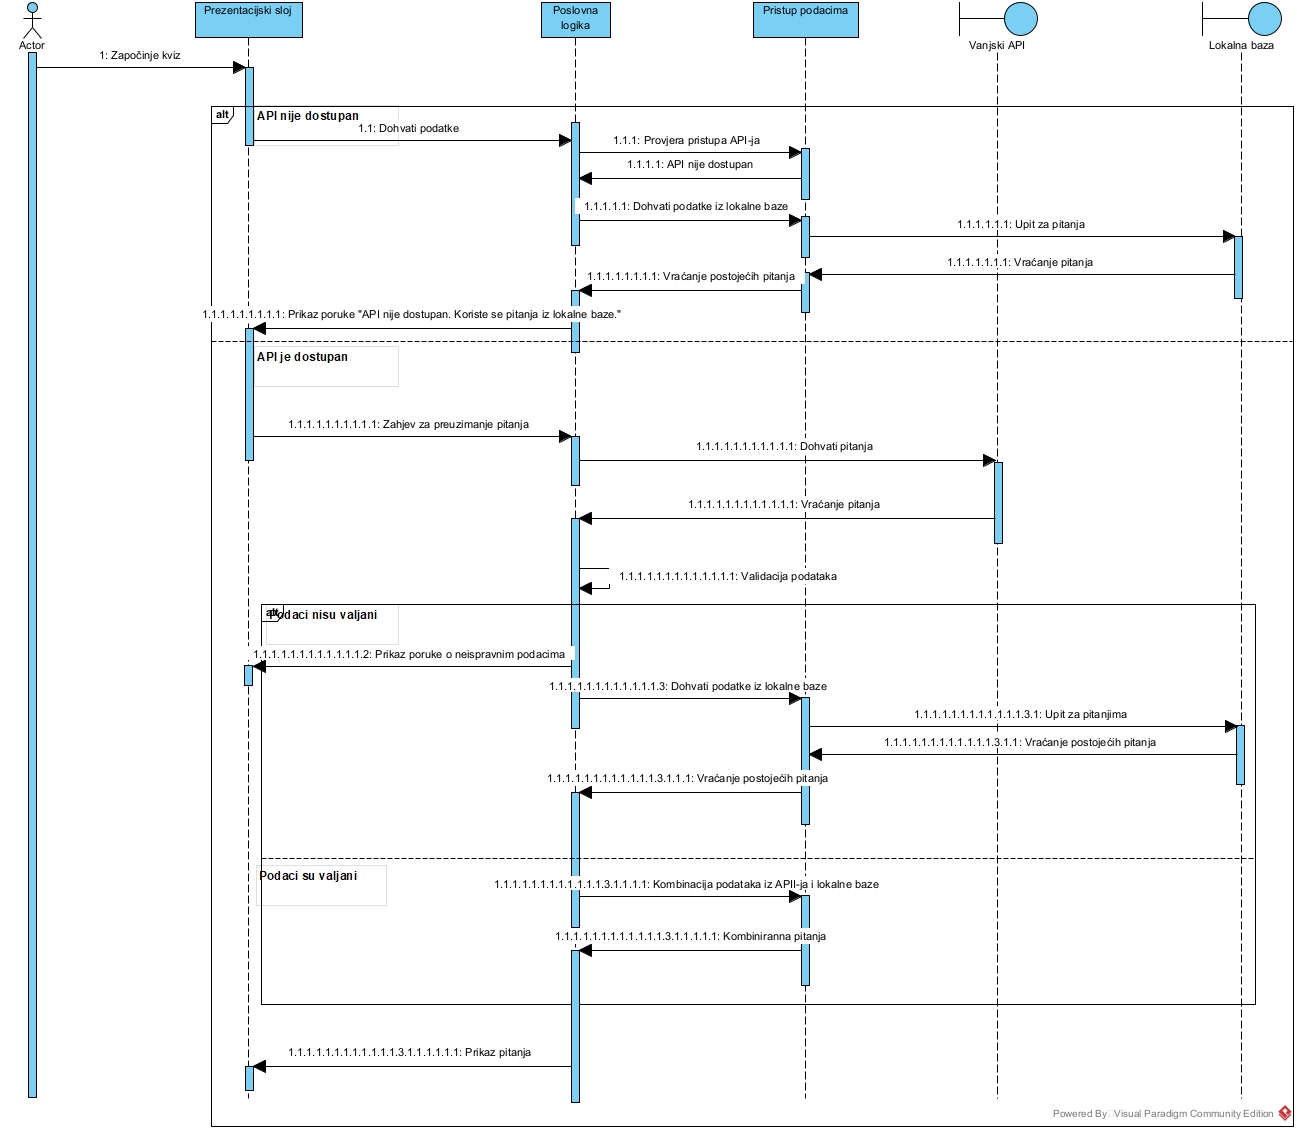 Actor
Prezentacijski sloj
Poslovna
logika
Pristup podacima
Vanjski API
Lokalna baza
1: Započinje kviz
alt
API nije dostupan
1.1: Dohvati podatke
1.1.1: Provjera pristupa API-ja
1.1.1.1: API nije dostupan
1.1.1.1.1: Dohvati podatke iz lokalne baze
1.1.1.1.1.1: Upit za pitanja
1.1.1.1.1.1.1: Vraćanje pitanja
1.1.1.1.1.1.1.1: Vraćanje postojećih pitanja
1.1.1.1.1.1.1.1.1: Prikaz poruke "API nije dostupan. Koriste se pitanja iz lokalne baze."
API je dostupan
1.1.1.1.1.1.1.1.1.1: Zahjev za preuzimanje pitanja
1.1.1.1.1.1.1.1.1.1.1: Dohvati pitanja
1.1.1.1.1.1.1.1.1.1.1.1: Vraćanje pitanja
1.1.1.1.1.1.1.1.1.1.1.1.1: Validacija podataka
alt
Podaci nisu valjani
1.1.1.1.1.1.1.1.1.1.1.1.2: Prikaz poruke o neispravnim podacima
1.1.1.1.1.1.1.1.1.1.1.1.3: Dohvati podatke iz lokalne baze
1.1.1.1.1.1.1.1.1.1.1.1.3.1: Upit za pitanjima
1.1.1.1.1.1.1.1.1.1.1.1.3.1.1: Vraćanje postojećih pitanja
1.1.1.1.1.1.1.1.1.1.1.1.3.1.1.1: Vraćanje postojećih pitanja
Podaci su valjani
1.1.1.1.1.1.1.1.1.1.1.1.3.1.1.1.1: Kombinacija podataka iz APII-ja i lokalne baze
1.1.1.1.1.1.1.1.1.1.1.1.3.1.1.1.1.1: Kombiniranna pitanja
1.1.1.1.1.1.1.1.1.1.1.1.3.1.1.1.1.1.1: Prikaz pitanja
Powered By Visual Paradigm Community Edition